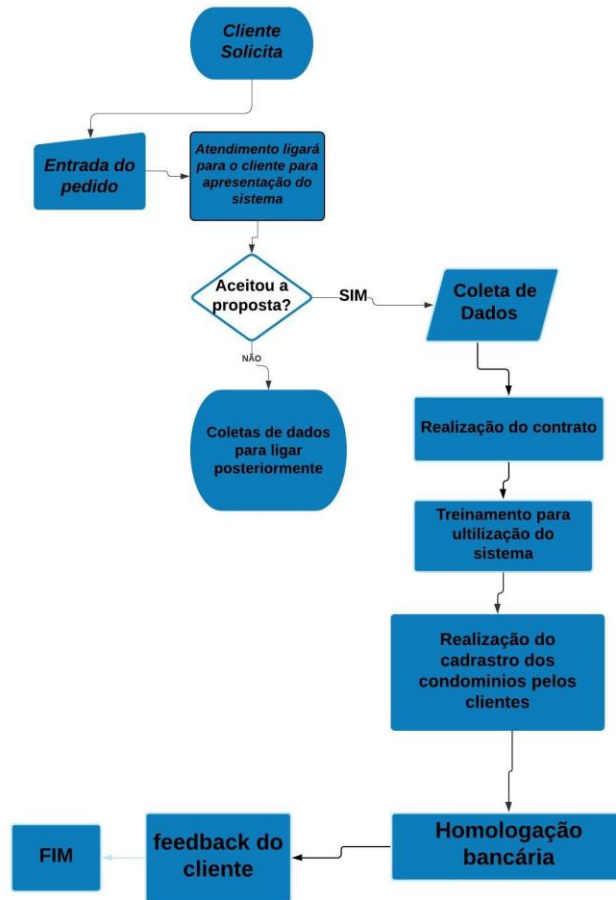 Cliente
Solicita
Entrada do
pedido
Atendimento ligará
para o cliente para
apresentação do
sistema
Aceitou a
proposta?
SIM
Coleta de
Dados
NÃO
Coletas de dados
para ligar
posteriormente
Realização do contrato
Treinamento para
ultilização do
sistema
Realização do
cadrastro dos
condominios pelos
clientes
Homologação
bancária
feedback do
cliente
FIM